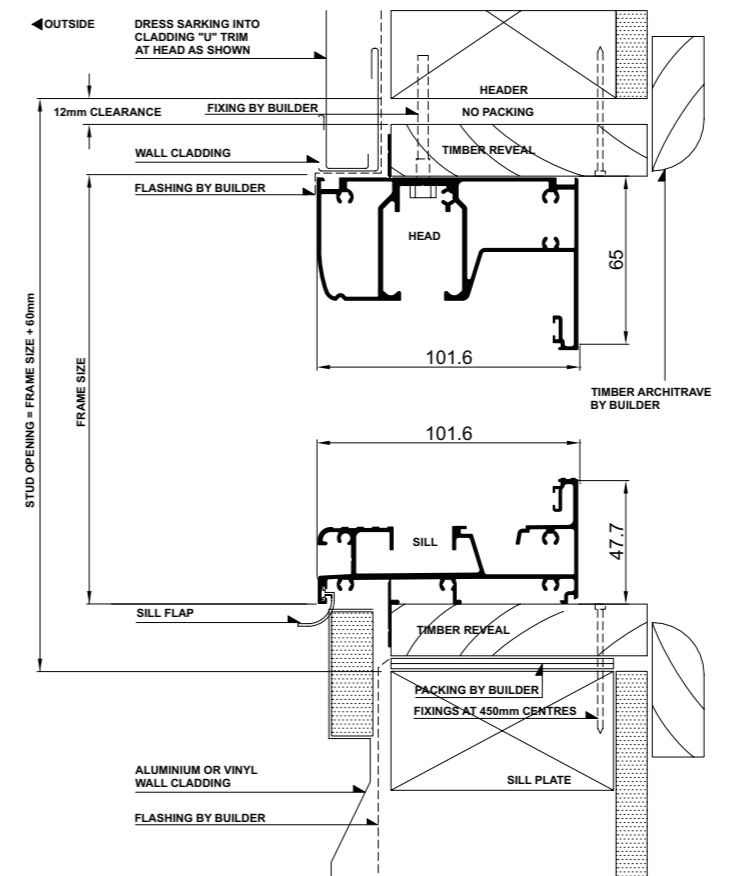 OUTSIDE
DRESS SARKING INTO
CLADDING "U" TRIM
AT HEAD AS SHOWN
HEADER
12mm CLEARANCE
FIXING BY BUILDER
NO PACKING
WALL CLADDING
TIMBER REVEAL
FLASHING BY BUILDER
HEAD
65
101.6
STUD OPENING = FRAME SIZE + 60mm
FRAME SIZE
TIMBER ARCHITRAVE
BY BUILDER
101.6
SILL
47.7
SILL FLAP
TIMBER REVEAL
PACKING BY BUILDER
FIXINGS AT 450mm CENTRES
ALUMINIUM OR VINYL
WALL CLADDING
SILL PLATE
FLASHING BY BUILDER